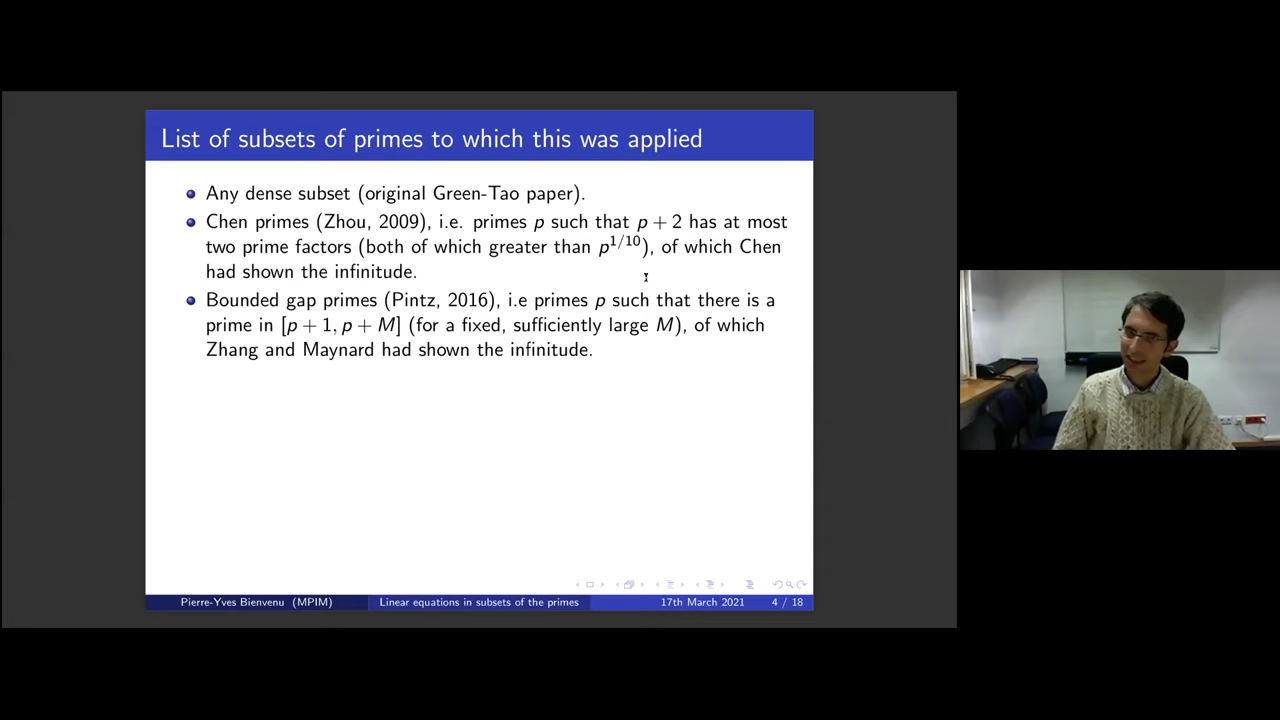 List of subsets of primes to which this was applied
Any dense subset (original Green-Tao paper).
Chen primes (Zhou, 2009), i.e. primes p such that p + 2 has at most
two prime factors (both of which greater than p^{1/10}), of which Chen
had shown the infinitude.
Bounded gap primes (Pintz, 2016), i.e primes p such that there is a
prime in [p + 1, p + M] (for a fixed, sufficiently large M), of which
Zhang and Maynard had shown the infinitude.
Pierre-Yves Bienvenu (MPIM) Linear equations in subsets of the primes 17th March 2021 4 / 18